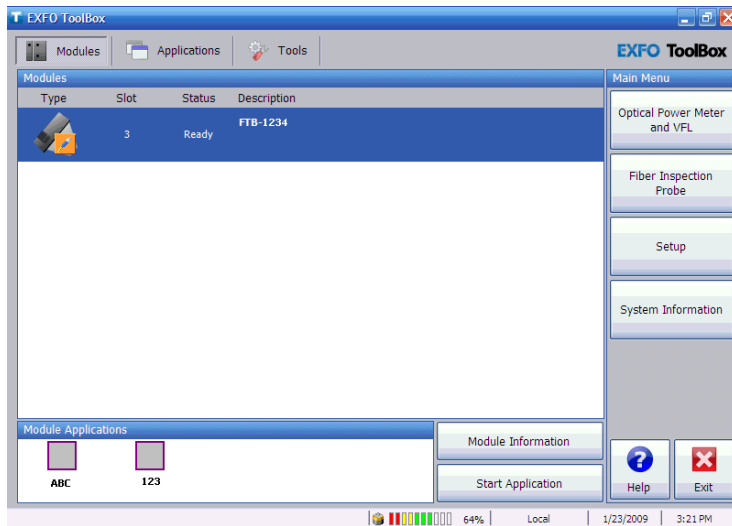 EXFO ToolBox
Modules Applications Tools EXFO ToolBox
Modules
Type Slot Status Description
3 Ready FTB-1234
Main Menu
Optical Power Meter
and VFL
Fiber Inspection
Probe
Setup
System Information
Module Applications
ABC 123
Module Information
Start Application
Help Exit
64% Local 1/23/2009 3:21 PM